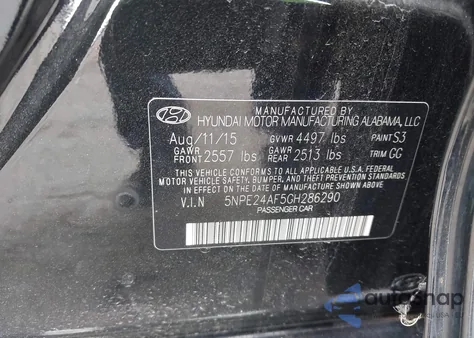 MANUFACTURED BY
HYUNDAI MOTOR MANUFACTURING ALABAMA, LLC
Aug/11/15 GVWR 4497 lbs PAINT S3
GAWR FRONT 2557 lbs GAWR REAR 2513 lbs TRIM GG
THIS VEHICLE CONFORMS TO ALL APPLICABLE U.S. FEDERAL
MOTOR VEHICLE SAFETY, BUMPER, AND THEFT PREVENTION STANDARDS
IN EFFECT ON THE DATE OF MANUFACTURE SHOWN ABOVE.
V.I.N 5NPE24AF5GH286290
PASSENGER CAR
autosnap